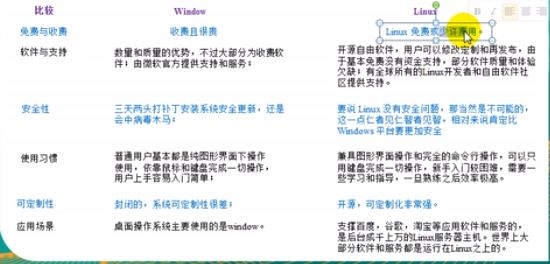 比较 Window Linux
免费与收费 收费且很贵 Linux 免费或少许费用。
软件与支持 数量和质量的优势，不过大部分为收费软件；由微软官方提供支持和服务； 开源自由软件，用户可以修改定制和再发布，由于基本免费没有资金支持，部分软件质量和体验欠缺；有全球所有的Linux开发者和自由软件社区提供支持。
安全性 三天两头打补丁安装系统安全更新，还是会中病毒木马； 要说 Linux 没有安全问题，那当然是不可能的，这一点仁者见仁智者见智，相对来说肯定比Windows 平台要更加安全
使用习惯 普通用户基本都是纯图形界面下操作使用，依靠鼠标和键盘完成一切操作，用户上手容易入门简单； 兼具图形界面操作和完全的命令行操作，可以只用键盘完成一切操作，新手入门较困难，需要一些学习和指导，一旦熟练之后效率极高。
可定制性 封闭的，系统可定制性很差； 开源，可定制化非常强。
应用场景 桌面操作系统主要使用的是window。 支撑百度，谷歌，淘宝等应用软件和服务的，是后台成千上万的Linux服务器主机。世界上大部分软件和服务都是运行在Linux之上的。